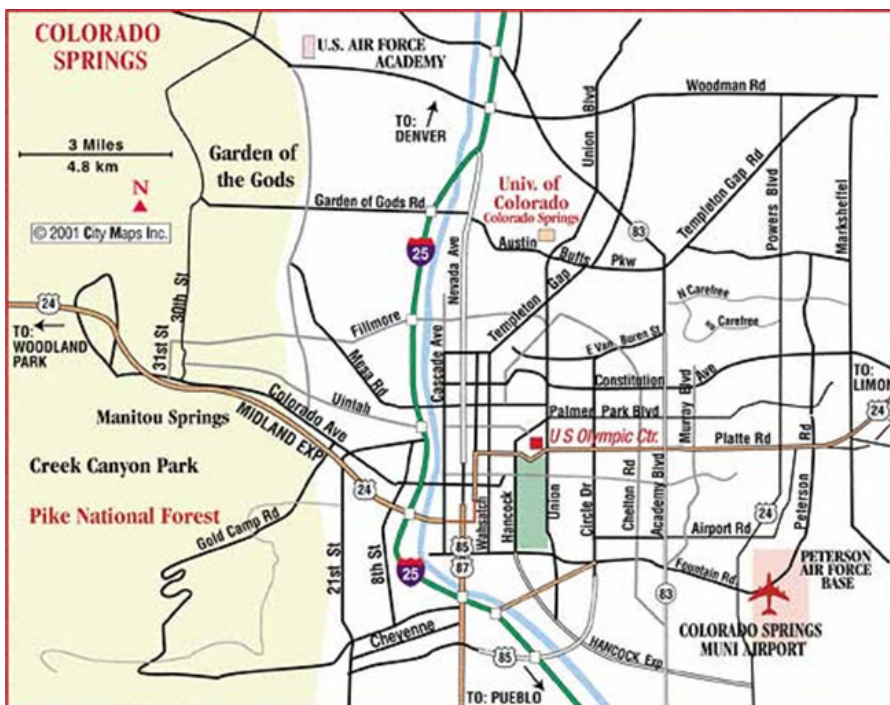 COLORADO
SPRINGS
U.S. AIR FORCE
ACADEMY
Woodman Rd
TO:
DENVER
Union Blvd
3 Miles
4.8 km
N
© 2001 City Maps Inc.
Garden of
the Gods
Garden of Gods Rd
Univ. of
Colorado
Colorado Springs
Austin Buffs Pkw
83
Templeton Gap Rd
Powers Blvd
Marksheffel
25
Nevada Ave
Templeton Gap
N Carefree
so Carefree
24
TO:
WOODLAND
PARK
31st St
30th St
Fillmore
Mesa Rd
Cascade Ave
E Van Buren St
Constitution Ave
TO:
LIMON
24
Uintah
Colorado Ave
MIDLAND EXP
Manitou Springs
Palmer Park Blvd
Murray Blvd
U S Olympic Ctr.
Platte Rd
Rd
Creek Canyon Park
Pike National Forest
24
Gold Camp Rd
21st St
8th St
85
87
Wahsatch
Hancock
Union
Circle Dr
Chelton Rd
Academy Blvd
Airport Rd
24
Peterson
25
Fountain Rd.
83
PETERSON
AIR FORCE
BASE
COLORADO SPRINGS
MUNI AIRPORT
Cheyenne
85
HANCOCK Exp
TO: PUEBLO